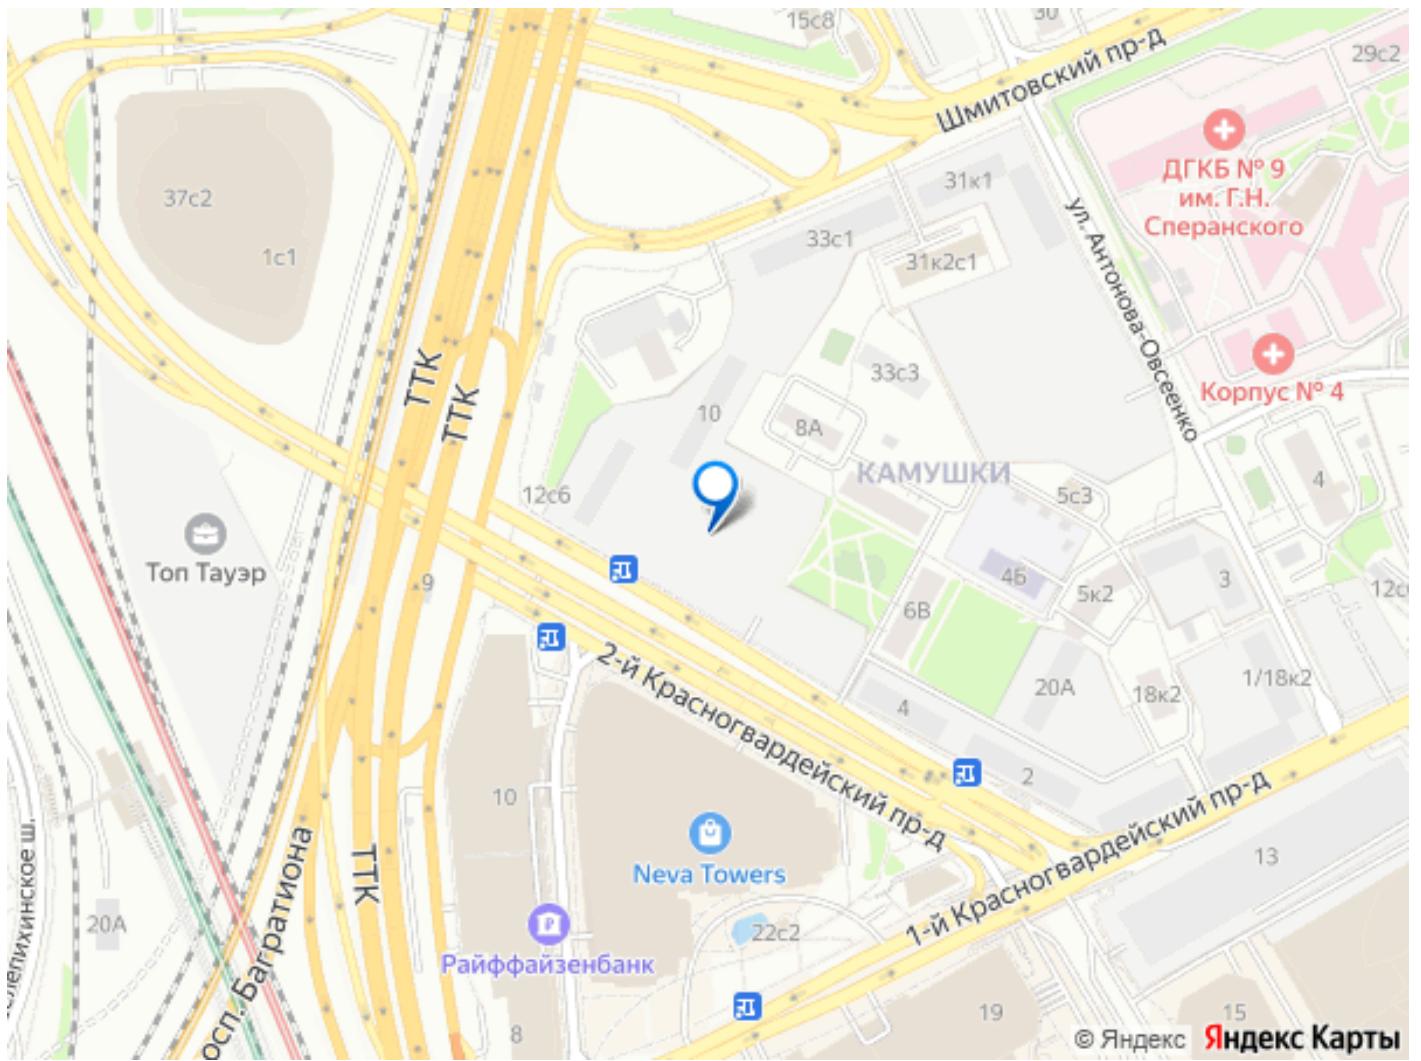 15с8
30
Шмитовский пр-д
29с2
ДГКБ № 9
им. Г.Н.
Сперанского
37с2
1с1
31к1
33с1
31к2с1
ул. Антонова-Овсеенко
ТТК
ТТК
33с3
Корпус № 4
10
8А
КАМУШКИ
12с6
5с3
4
Топ Тауэр
9
4Б
5к2
3
6В
2-й Красногвардейский пр-д
20А
18к2
1/18к2
4
2
10
Neva Towers
ТТК
1-й Красногвардейский пр-д
13
20А
22с2
Райффайзенбанк
8
19
15
© Яндекс Яндекс Карты